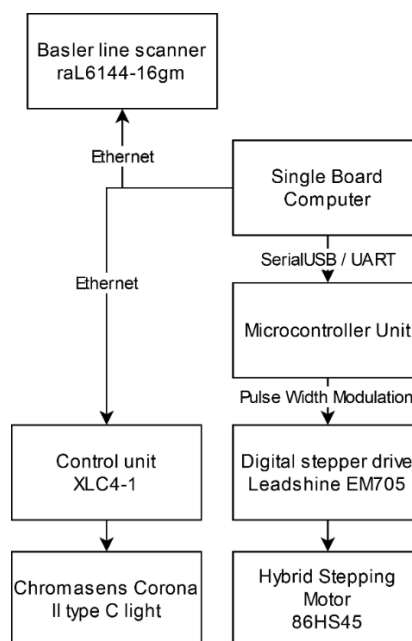 Basler line scanner
raL6144-16gm
Ethernet
Single Board
Computer
SerialUSB / UART
Ethernet
Microcontroller Unit
Pulse Width Modulation
Control unit
XLC4-1
Digital stepper drive
Leadshine EM705
Chromasens Corona
II type C light
Hybrid Stepping
Motor
86HS45